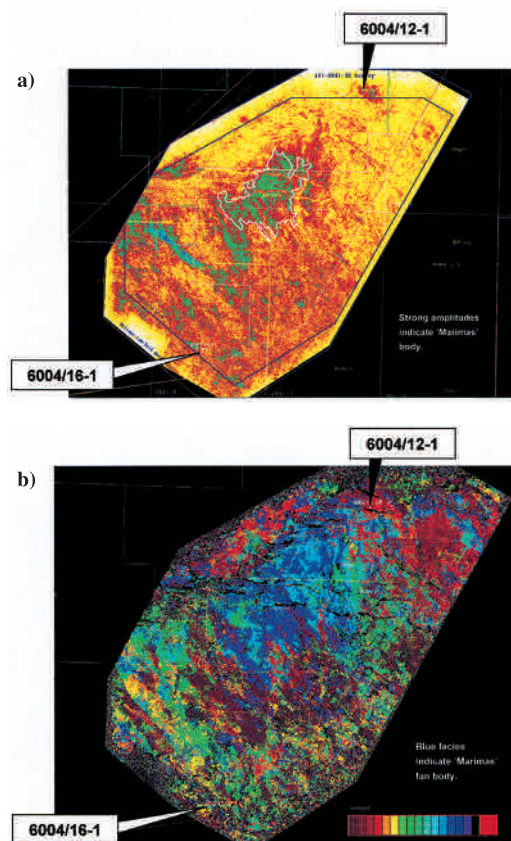 6004/12-1
a)
Strong amplitudes
indicate 'Marimas'
body.
6004/16-1
6004/12-1
b)
Blue facies
indicate 'Marimas'
fan body.
6004/16-1